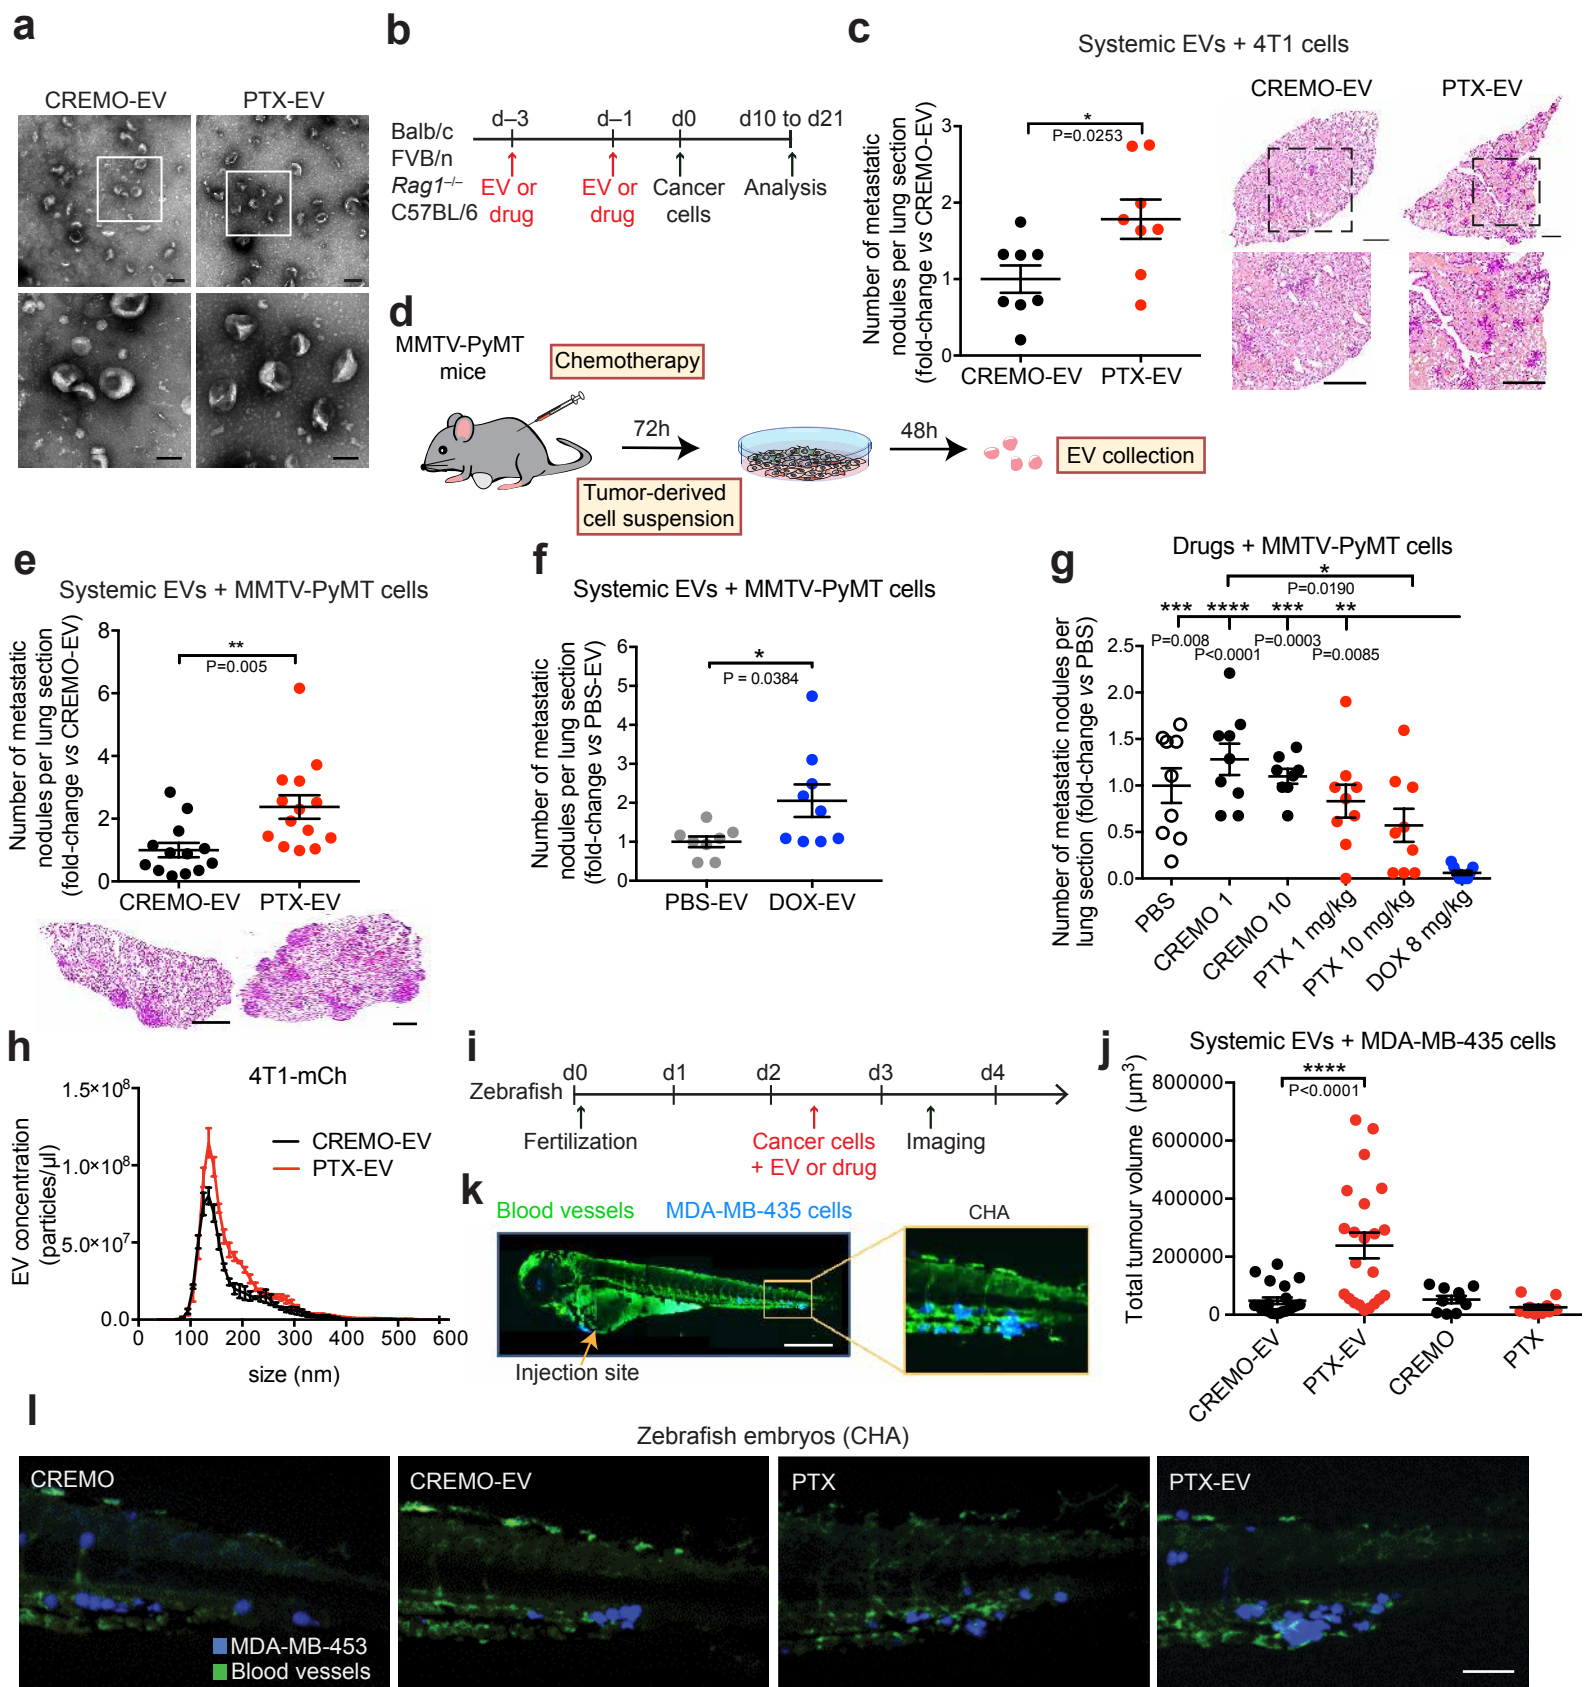 a
CREMO-EV
PTX-EV
b
Balb/c
FVB/n
Rag1–/–
C57BL/6
d–3
d–1
d0
d10 to d21
EV or
drug
EV or
drug
Cancer
cells
Analysis
c
Systemic EVs + 4T1 cells
Number of metastatic
nodules per lung section
(fold-change vs CREMO-EV)
3
2
1
0
*
P=0.0253
CREMO-EV
PTX-EV
CREMO-EV
PTX-EV
d
MMTV-PyMT
mice
Chemotherapy
72h
Tumor-derived
cell suspension
48h
EV collection
e
Systemic EVs + MMTV-PyMT cells
Number of metastatic
nodules per lung section
(fold-change vs CREMO-EV)
8
6
4
2
0
**
P=0.005
CREMO-EV
PTX-EV
f
Systemic EVs + MMTV-PyMT cells
Number of metastatic
nodules per lung section
(fold-change vs PBS-EV)
6
5
4
3
2
1
0
*
P = 0.0384
PBS-EV
DOX-EV
g
Drugs + MMTV-PyMT cells
Number of metastatic nodules per
lung section (fold-change vs PBS)
*
P=0.0190
***
****
***
**
P=0.008
P<0.0001
P=0.0003
P=0.0085
2.5
2.0
1.5
1.0
0.5
0.0
PBS
CREMO 1
CREMO 10
PTX 1 mg/kg
PTX 10 mg/kg
DOX 8 mg/kg
h
4T1-mCh
EV concentration
(particles/µl)
1.5×10⁸
1.0×10⁸
5.0×10⁷
0.0
CREMO-EV
PTX-EV
0
100
200
300
400
500
600
size (nm)
i
Zebrafish
d0
d1
d2
d3
d4
Fertilization
Cancer cells
+ EV or drug
Imaging
j
Systemic EVs + MDA-MB-435 cells
Total tumour volume (µm³)
800000
600000
400000
200000
0
****
P<0.0001
CREMO-EV
PTX-EV
CREMO
PTX
k
Blood vessels
MDA-MB-435 cells
CHA
Injection site
l
Zebrafish embryos (CHA)
CREMO
CREMO-EV
PTX
PTX-EV
MDA-MB-453
Blood vessels